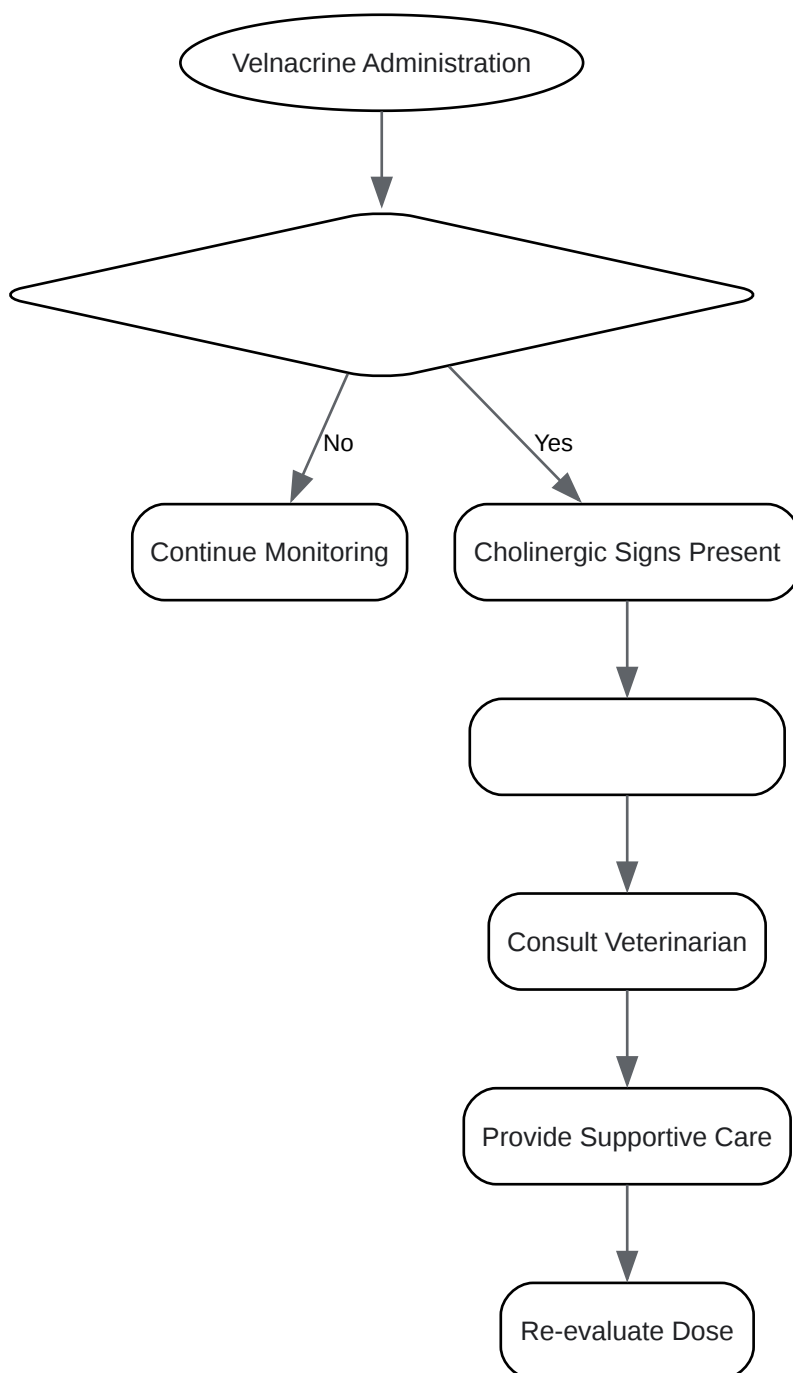 Velnacrine Administration
No
Yes
Continue Monitoring
Cholinergic Signs Present
Consult Veterinarian
Provide Supportive Care
Re-evaluate Dose